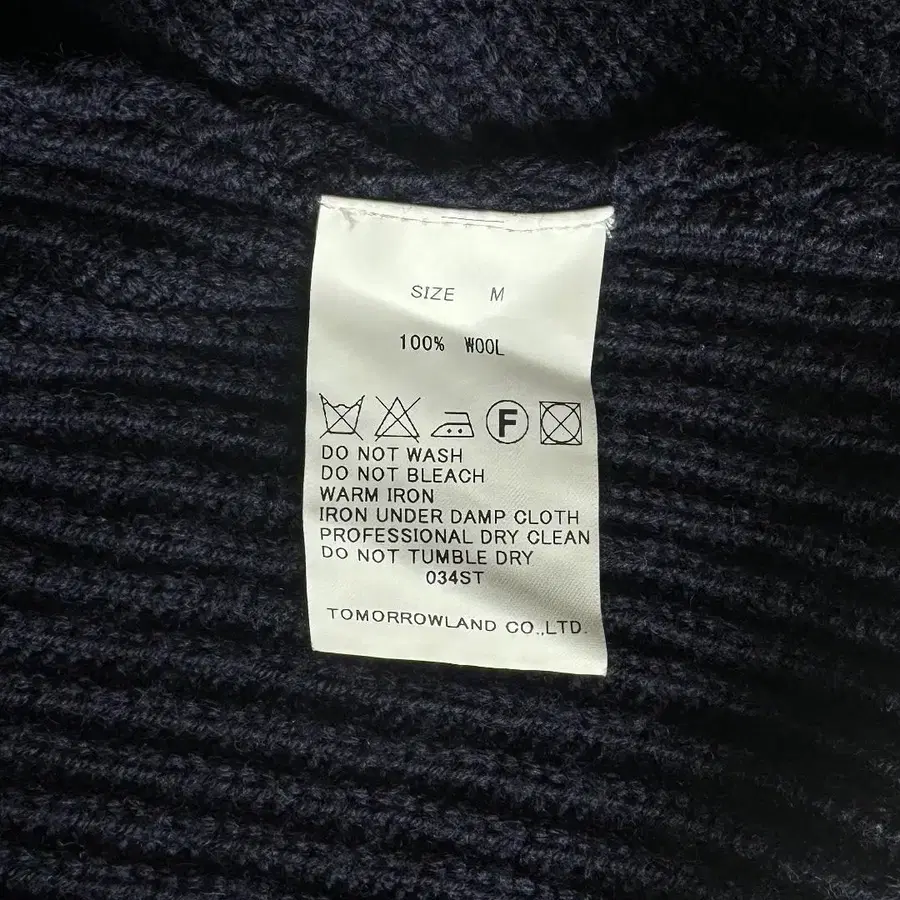 SIZE M
100% WOOL
F
DO NOT WASH
DO NOT BLEACH
WARM IRON
IRON UNDER DAMP CLOTH
PROFESSIONAL DRY CLEAN
DO NOT TUMBLE DRY
034ST
TOMORROWLAND CO.,LTD.